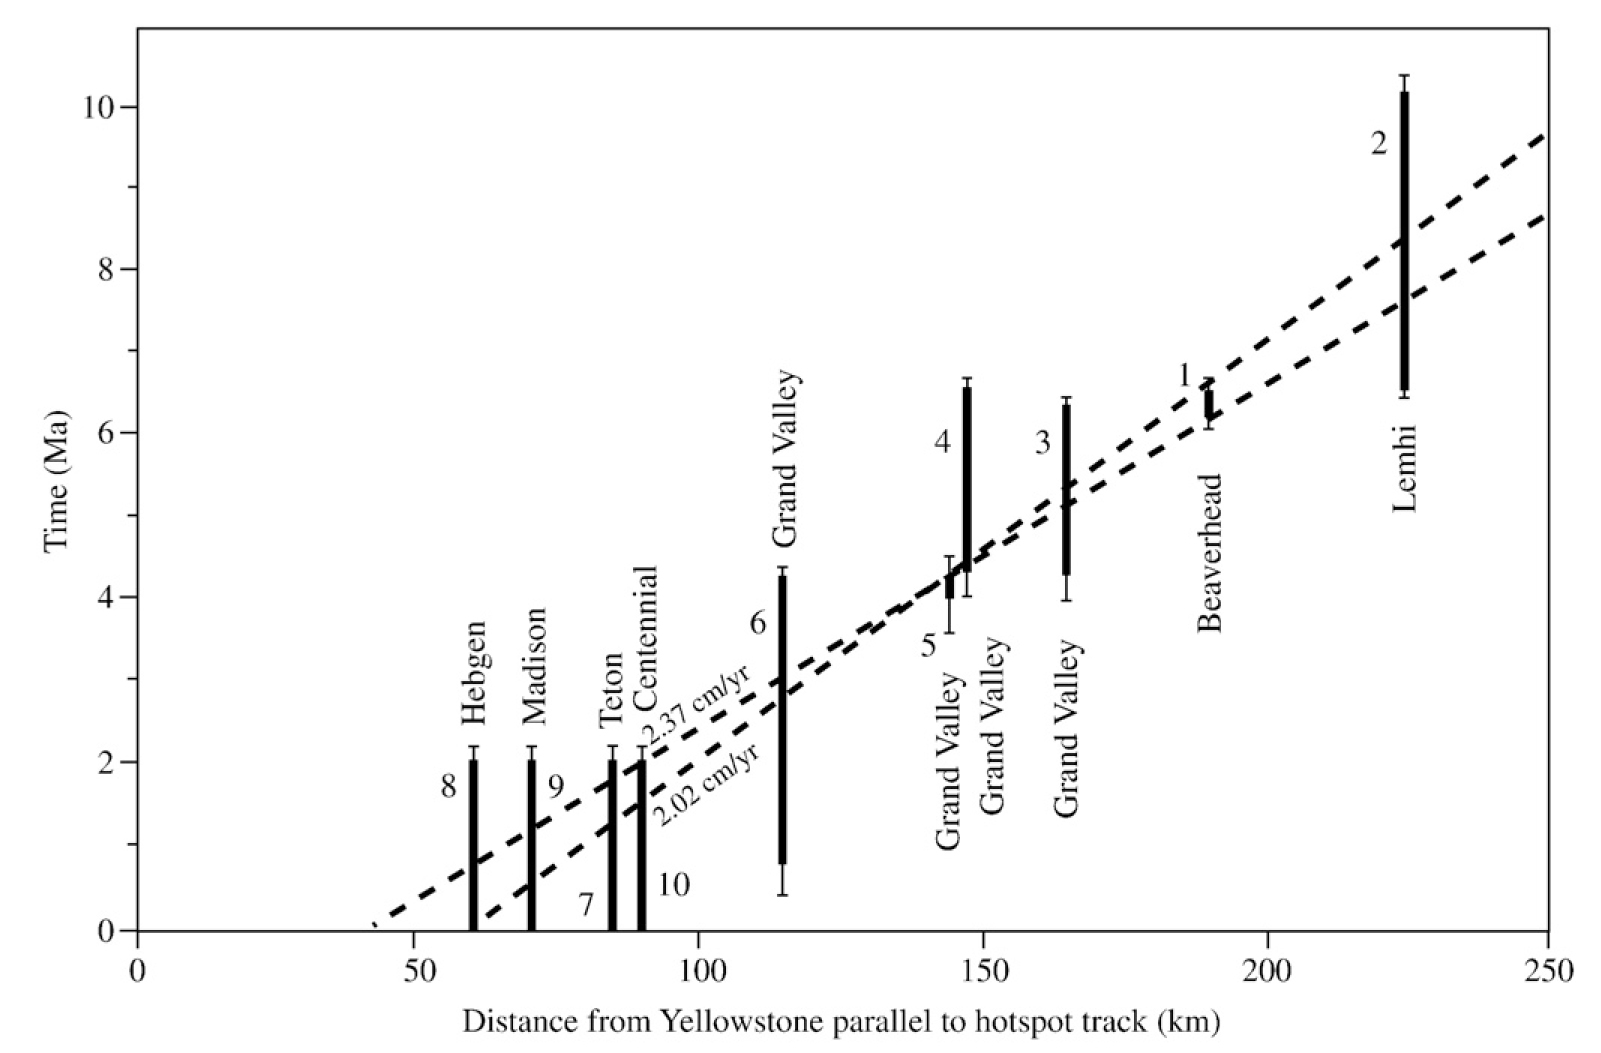 10
8
6
4
2
0
Time (Ma)
0
50
100
150
200
250
Distance from Yellowstone parallel to hotspot track (km)
8
Hebgen
9
Madison
7
Teton
10
Centennial
2.37 cm/yr
2.02 cm/yr
6
Grand Valley
5
Grand Valley
4
Grand Valley
3
Grand Valley
1
Beaverhead
2
Lemhi